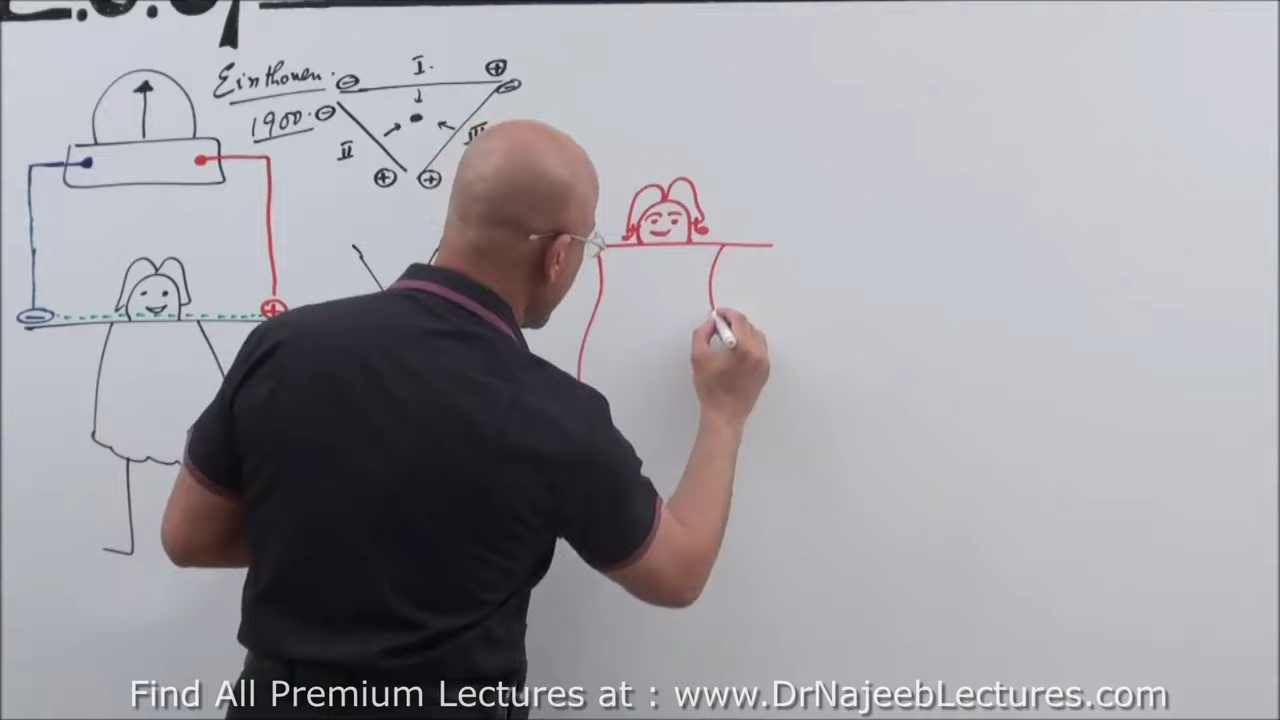 Einthoven.
1900.
I.
II
III
Find All Premium Lectures at : www.DrNajeebLectures.com